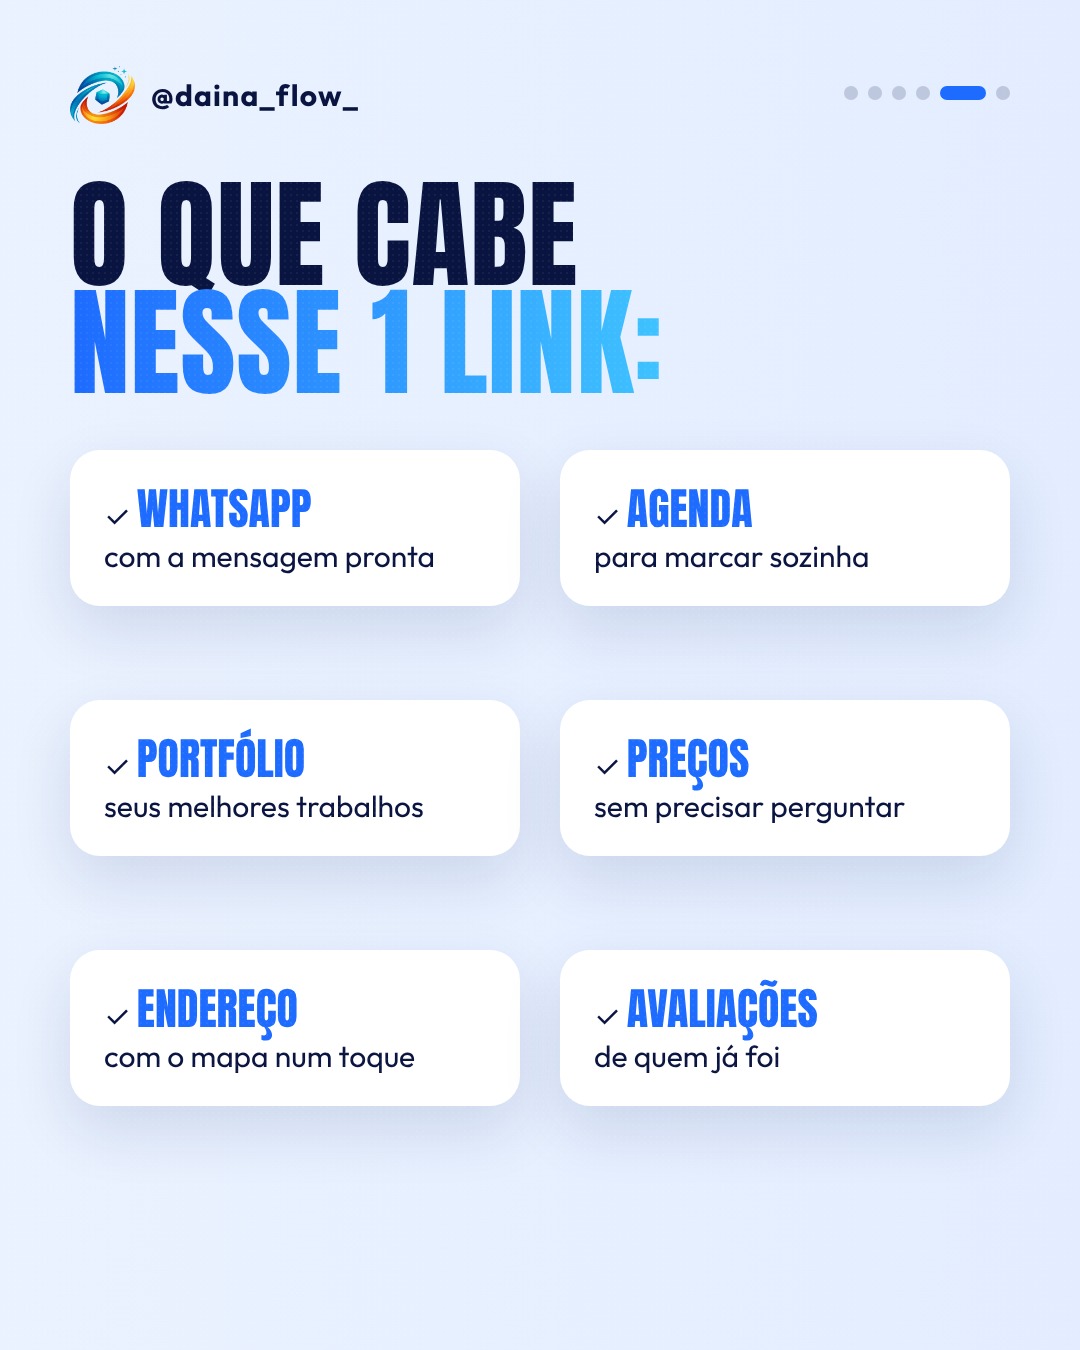 @daina_flow_
O QUE CABE
NESSE 1 LINK:
✓ WHATSAPP
com a mensagem pronta
✓ AGENDA
para marcar sozinha
✓ PORTFÓLIO
seus melhores trabalhos
✓ PREÇOS
sem precisar perguntar
✓ ENDEREÇO
com o mapa num toque
✓ AVALIAÇÕES
de quem já foi